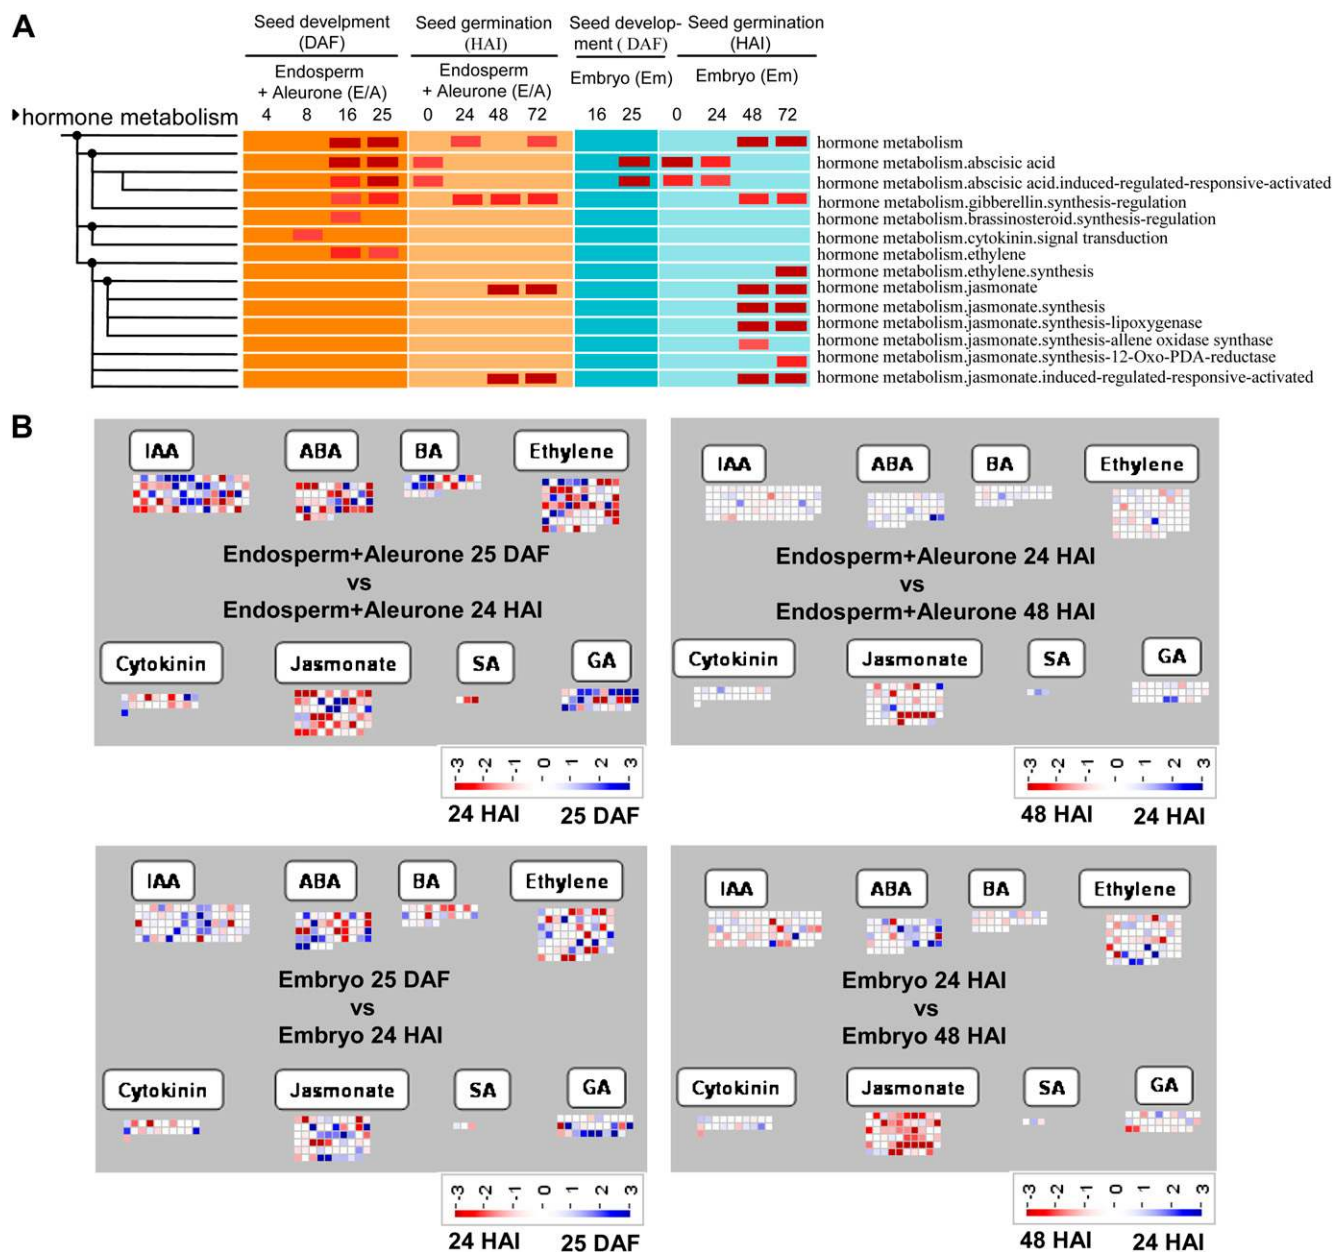 A
Seed develpment
(DAF)
Seed germination
(HAI)
Seed develop-
ment ( DAF)
Seed germination
(HAI)
Endosperm
+ Aleurone (E/A)
Endosperm
+ Aleurone (E/A)
Embryo (Em)
Embryo (Em)
4 8 16 25 0 24 48 72 16 25 0 24 48 72
hormone metabolism
hormone metabolism
hormone metabolism.abscisic acid
hormone metabolism.abscisic acid.induced-regulated-responsive-activated
hormone metabolism.gibberellin.synthesis-regulation
hormone metabolism.brassinosteroid.synthesis-regulation
hormone metabolism.cytokinin.signal transduction
hormone metabolism.ethylene
hormone metabolism.ethylene.synthesis
hormone metabolism.jasmonate
hormone metabolism.jasmonate.synthesis
hormone metabolism.jasmonate.synthesis-lipoxygenase
hormone metabolism.jasmonate.synthesis-allene oxidase synthase
hormone metabolism.jasmonate.synthesis-12-Oxo-PDA-reductase
hormone metabolism.jasmonate.induced-regulated-responsive-activated
B
IAA ABA BA Ethylene
Endosperm+Aleurone 25 DAF
vs
Endosperm+Aleurone 24 HAI
Cytokinin Jasmonate SA GA
-3 -2 -1 0 1 2 3
24 HAI 25 DAF
IAA ABA BA Ethylene
Endosperm+Aleurone 24 HAI
vs
Endosperm+Aleurone 48 HAI
Cytokinin Jasmonate SA GA
-3 -2 -1 0 1 2 3
48 HAI 24 HAI
IAA ABA BA Ethylene
Embryo 25 DAF
vs
Embryo 24 HAI
Cytokinin Jasmonate SA GA
-3 -2 -1 0 1 2 3
24 HAI 25 DAF
IAA ABA BA Ethylene
Embryo 24 HAI
vs
Embryo 48 HAI
Cytokinin Jasmonate SA GA
-3 -2 -1 0 1 2 3
48 HAI 24 HAI